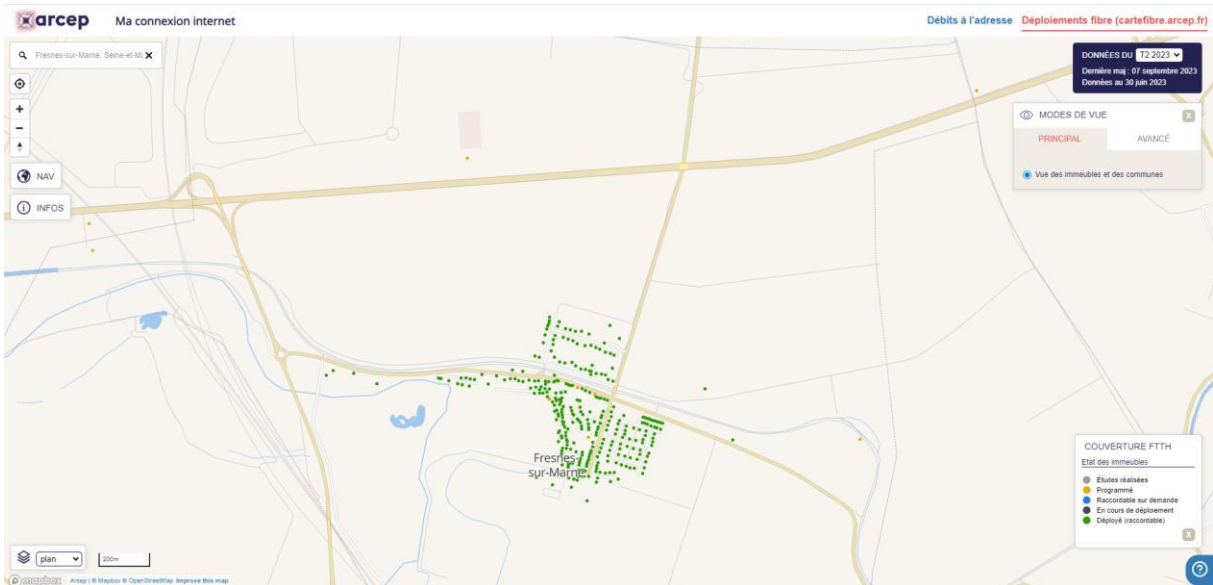 arcep
Ma connexion internet
Débits à l'adresse
Déploiements fibre (cartefibre.arcep.fr)
Fresnes-sur-Marne, Seine-et-Ma
NAV
INFOS
DONNÉES DU T2 2023
Dernière maj : 07 septembre 2023
Données au 30 juin 2023
MODES DE VUE
X
PRINCIPAL
AVANCÉ
Vue des immeubles et des communes
Fresnes-
sur-Marne
COUVERTURE FTTH
Etat des immeubles
Études réalisées
Programmé
Raccordable sur demande
En cours de déploiement
Déployé (raccordable)
X
plan
200m
?
mapbox
Arcep | © Mapbox © OpenStreetMap Improve this map